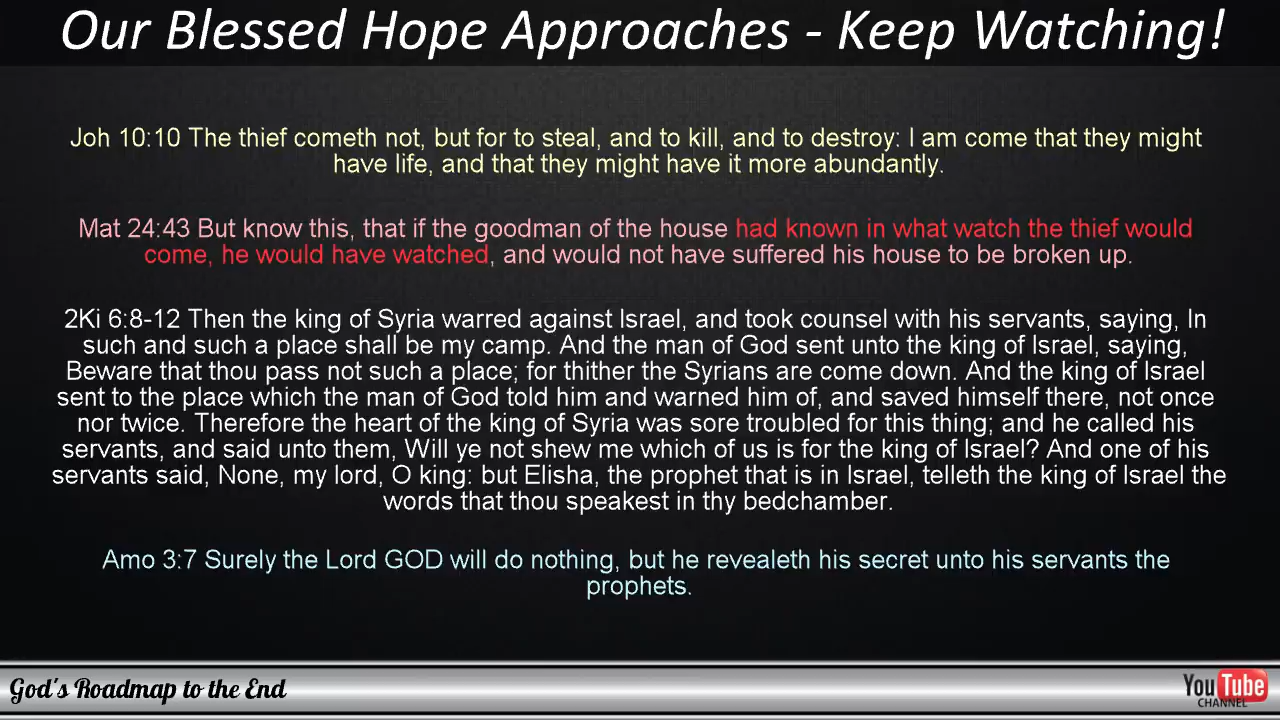 Our Blessed Hope Approaches - Keep Watching!
Joh 10:10 The thief cometh not, but for to steal, and to kill, and to destroy: I am come that they might
have life, and that they might have it more abundantly.
Mat 24:43 But know this, that if the goodman of the house had known in what watch the thief would
come, he would have watched, and would not have suffered his house to be broken up.
2Ki 6:8-12 Then the king of Syria warred against Israel, and took counsel with his servants, saying, In
such and such a place shall be my camp. And the man of God sent unto the king of Israel, saying,
Beware that thou pass not such a place; for thither the Syrians are come down. And the king of Israel
sent to the place which the man of God told him and warned him of, and saved himself there, not once
nor twice. Therefore the heart of the king of Syria was sore troubled for this thing; and he called his
servants, and said unto them, Will ye not shew me which of us is for the king of Israel? And one of his
servants said, None, my lord, O king: but Elisha, the prophet that is in Israel, telleth the king of Israel the
words that thou speakest in thy bedchamber.
Amo 3:7 Surely the Lord GOD will do nothing, but he revealeth his secret unto his servants the
prophets.
God's Roadmap to the End
YouTube
CHANNEL